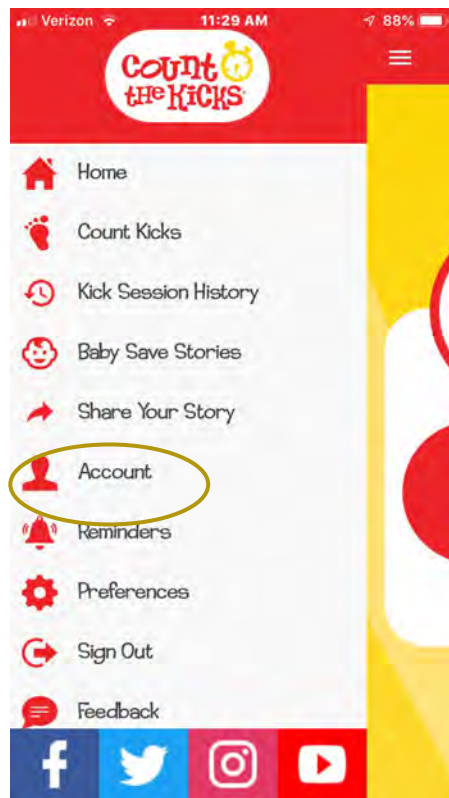 Verizon 11:29 AM 88%
Count
the Kicks
Home
Count Kicks
Kick Session History
Baby Save Stories
Share Your Story
Account
Reminders
Preferences
Sign Out
Feedback